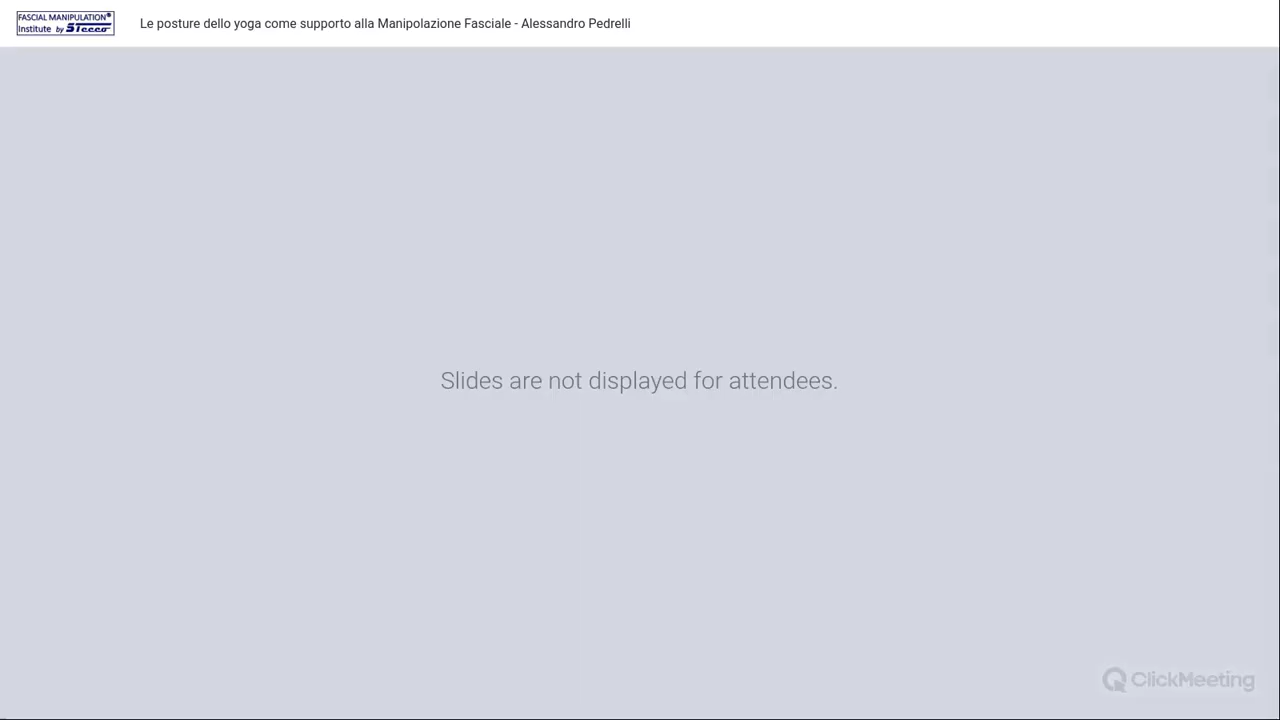 FASCIAL MANIPULATION®
Institute by Stecco
Le posture dello yoga come supporto alla Manipolazione Fasciale - Alessandro Pedrelli
Slides are not displayed for attendees.
ClickMeeting